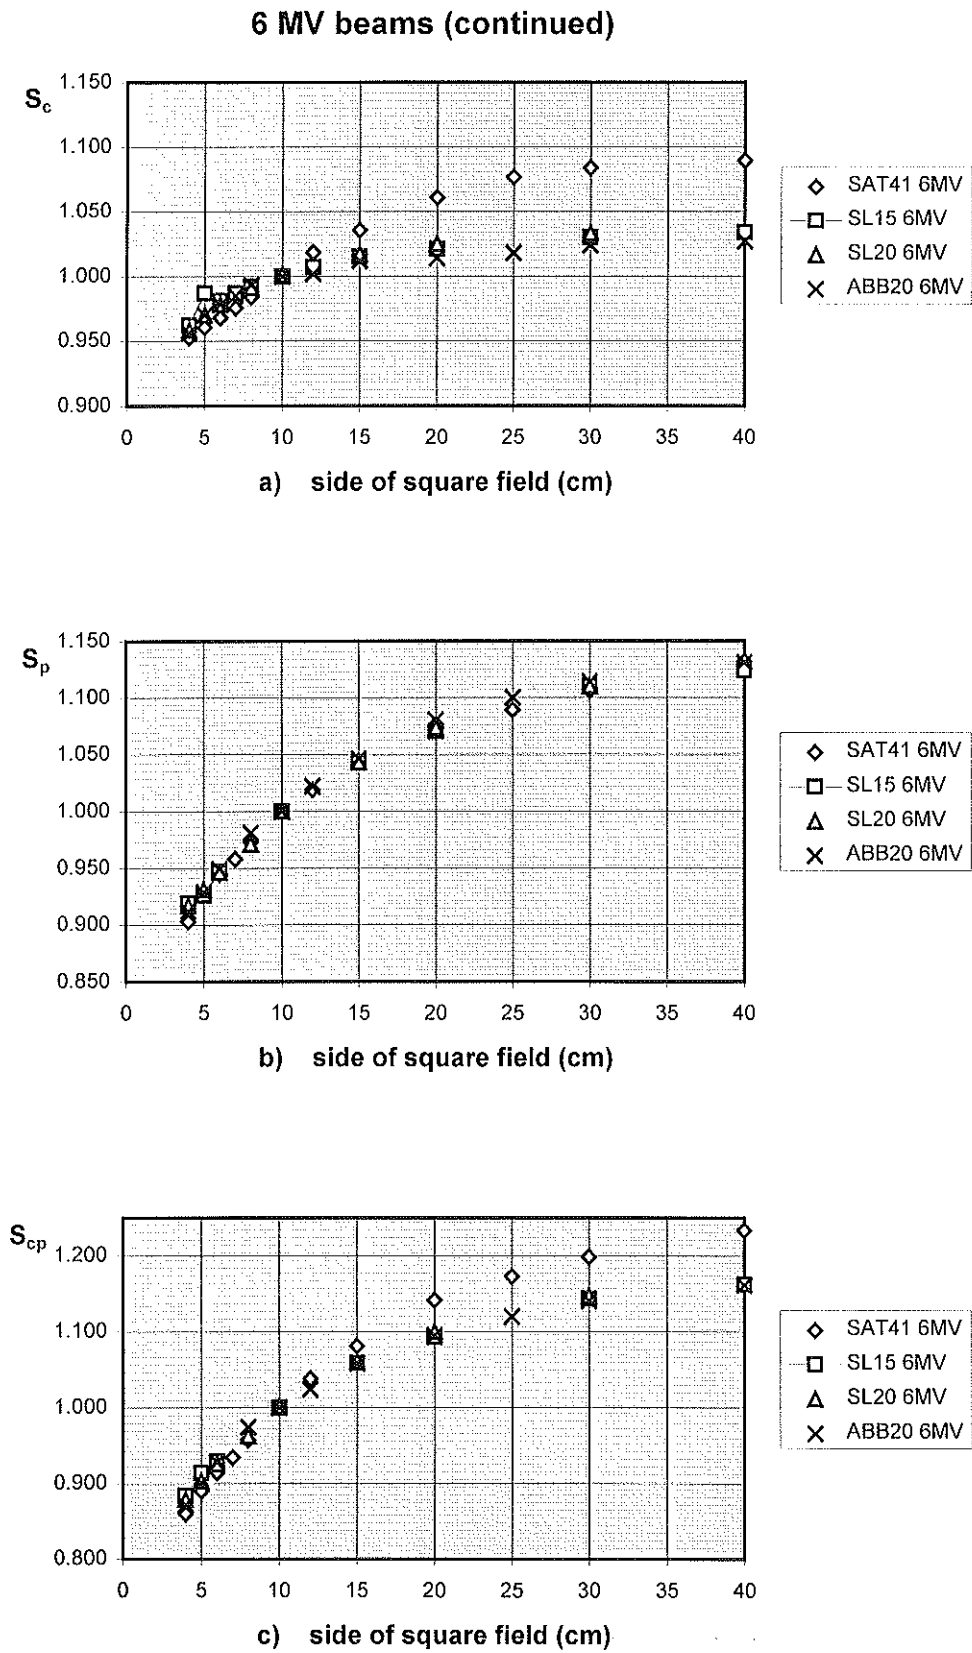 6 MV beams (continued)
Sc
1.150
1.100
1.050
1.000
0.950
0.900
0 5 10 15 20 25 30 35 40
a) side of square field (cm)
SAT41 6MV
SL15 6MV
SL20 6MV
ABB20 6MV
Sp
1.150
1.100
1.050
1.000
0.950
0.900
0.850
0 5 10 15 20 25 30 35 40
b) side of square field (cm)
SAT41 6MV
SL15 6MV
SL20 6MV
ABB20 6MV
Scp
1.200
1.100
1.000
0.900
0.800
0 5 10 15 20 25 30 35 40
c) side of square field (cm)
SAT41 6MV
SL15 6MV
SL20 6MV
ABB20 6MV